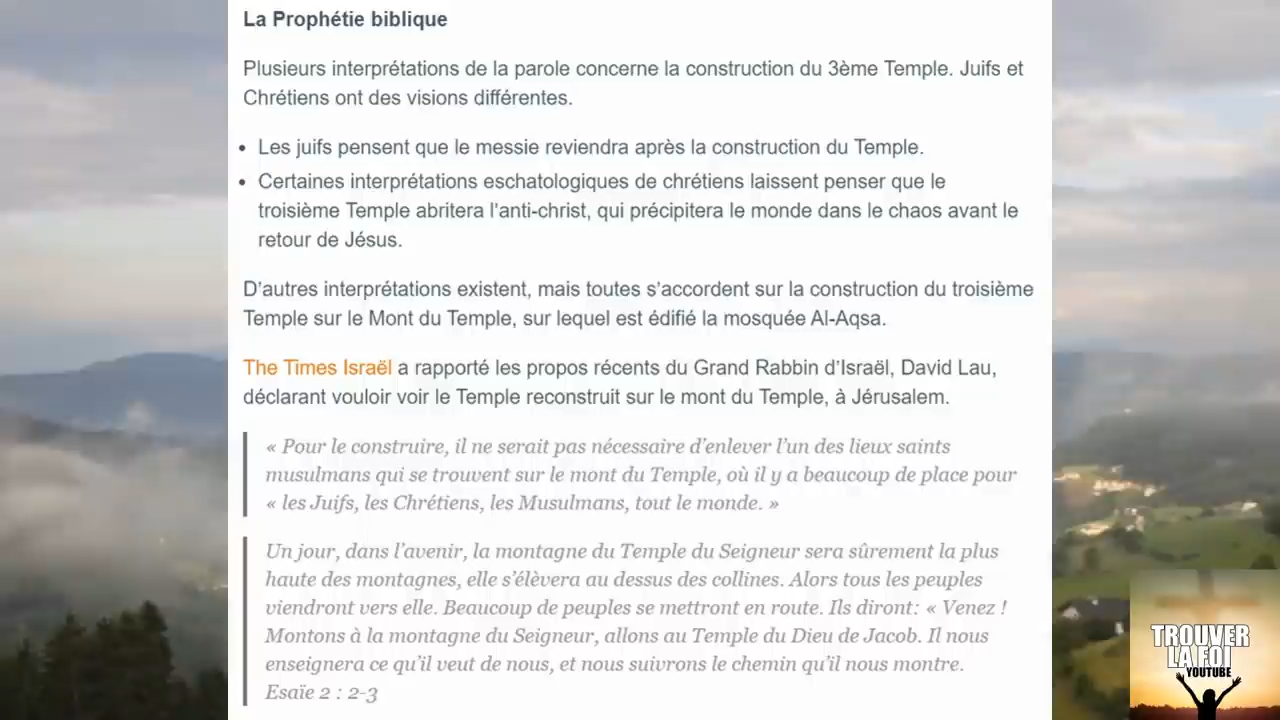 La Prophétie biblique
Plusieurs interprétations de la parole concerne la construction du 3ème Temple. Juifs et
Chrétiens ont des visions différentes.
• Les juifs pensent que le messie reviendra après la construction du Temple.
• Certaines interprétations eschatologiques de chrétiens laissent penser que le
troisième Temple abritera l'anti-christ, qui précipitera le monde dans le chaos avant le
retour de Jésus.
D’autres interprétations existent, mais toutes s’accordent sur la construction du troisième
Temple sur le Mont du Temple, sur lequel est édifié la mosquée Al-Aqsa.
The Times Israël a rapporté les propos récents du Grand Rabbin d’Israël, David Lau,
déclarant vouloir voir le Temple reconstruit sur le mont du Temple, à Jérusalem.
« Pour le construire, il ne serait pas nécessaire d’enlever l’un des lieux saints
musulmans qui se trouvent sur le mont du Temple, où il y a beaucoup de place pour
« les Juifs, les Chrétiens, les Musulmans, tout le monde. »
Un jour, dans l’avenir, la montagne du Temple du Seigneur sera sûrement la plus
haute des montagnes, elle s’élèvera au dessus des collines. Alors tous les peuples
viendront vers elle. Beaucoup de peuples se mettront en route. Ils diront: « Venez !
Montons à la montagne du Seigneur, allons au Temple du Dieu de Jacob. Il nous
enseignera ce qu’il veut de nous, et nous suivrons le chemin qu’il nous montre.
Esaïe 2 : 2-3
TROUVER
LA FOI
YOUTUBE